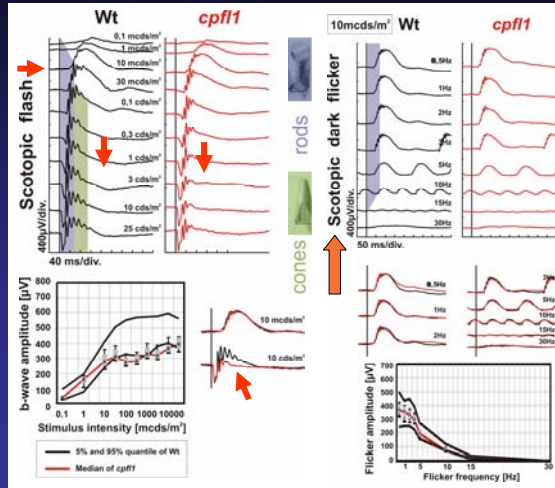 Wt
cpfl1
Scotopic flash
0,1 mcds/m²
1 mcds/m²
10 mcds/m²
30 mcds/m²
0,1 cds/m²
0,3 cds/m²
1 cds/m²
3 cds/m²
10 cds/m²
25 cds/m²
400µV/div.
40 ms/div.
rods
cones
10mcds/m²
Wt
cpfl1
Scotopic dark flicker
0,5Hz
1Hz
2Hz
3Hz
5Hz
10Hz
15Hz
30Hz
400µV/div.
50 ms/div.
b-wave amplitude [µV]
800
700
600
500
400
300
200
100
0
0.1
1
10
100
1000
10000
Stimulus intensity [mcds/m²]
5% and 95% quantile of Wt
Median of cpfl1
10 mcds/m²
10 cds/m²
0,5Hz
1Hz
2Hz
3Hz
5Hz
10Hz
15Hz
30Hz
Flicker amplitude [µV]
800
700
600
500
400
300
200
100
0
1
3
5
10
15
30
Flicker frequency [Hz]